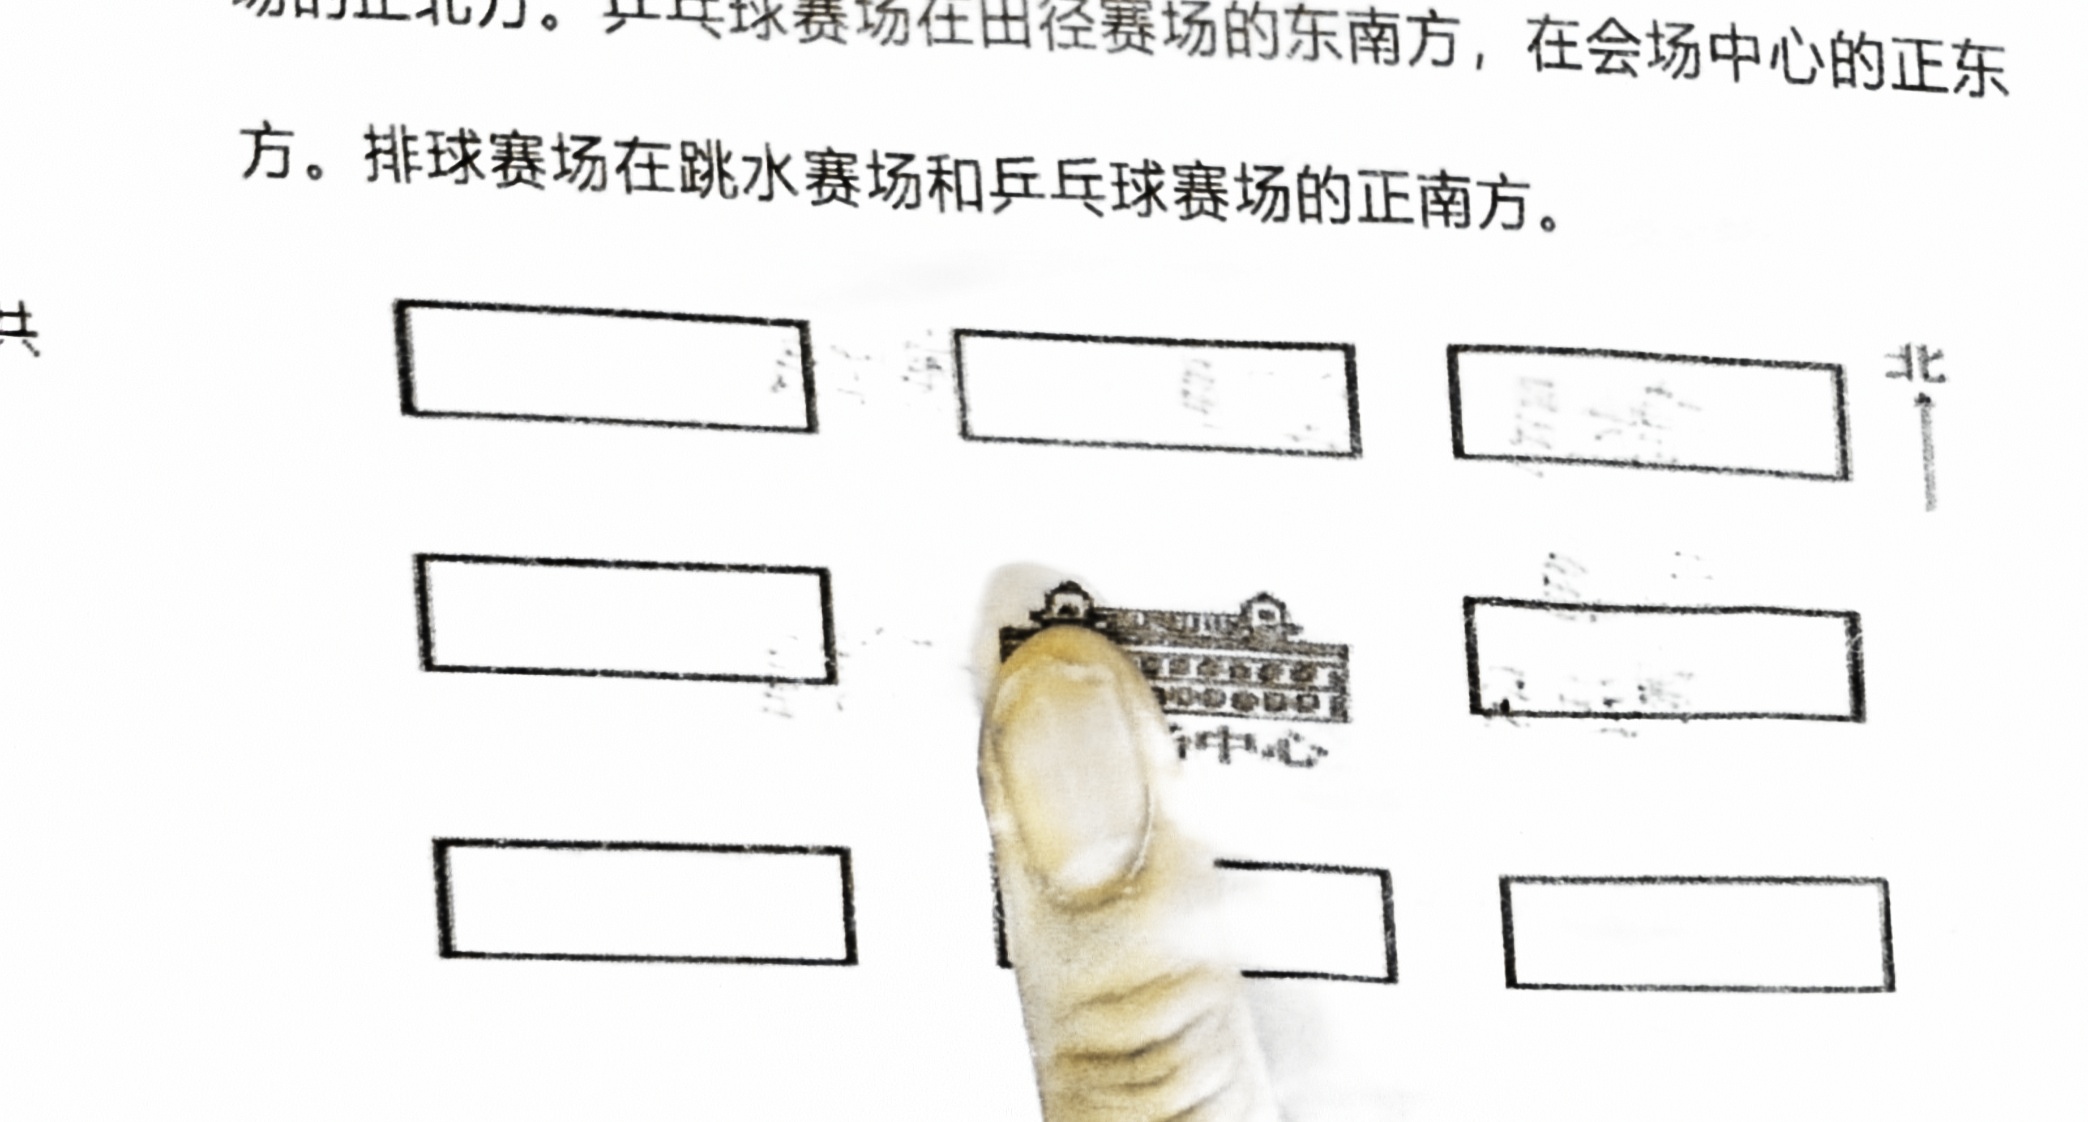 场的正北方。乒乓球赛场在田径赛场的东南方，在会场中心的正东
方。排球赛场在跳水赛场和乒乓球赛场的正南方。
共
北
中心